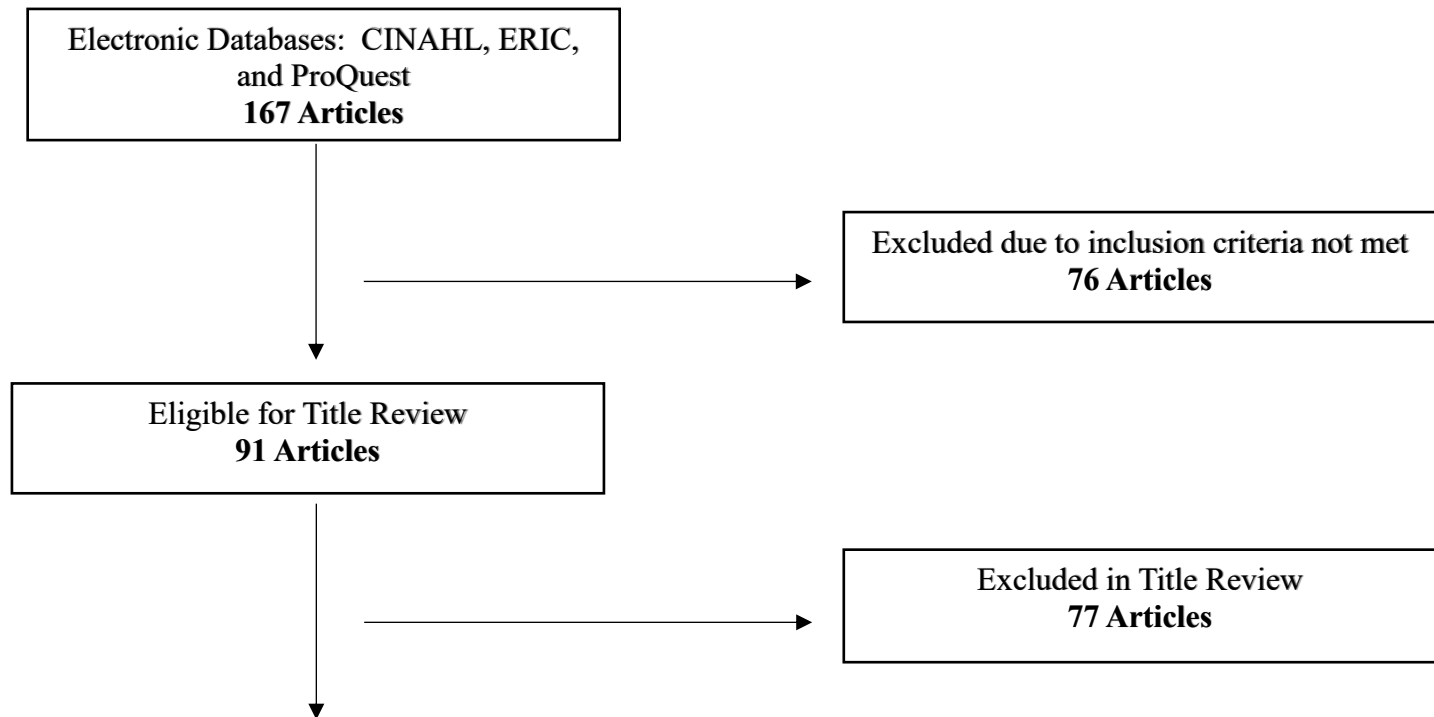 Electronic Databases:  CINAHL, ERIC,
and ProQuest
167 Articles
Excluded due to inclusion criteria not met
76 Articles
Eligible for Title Review
91 Articles
Excluded in Title Review
77 Articles